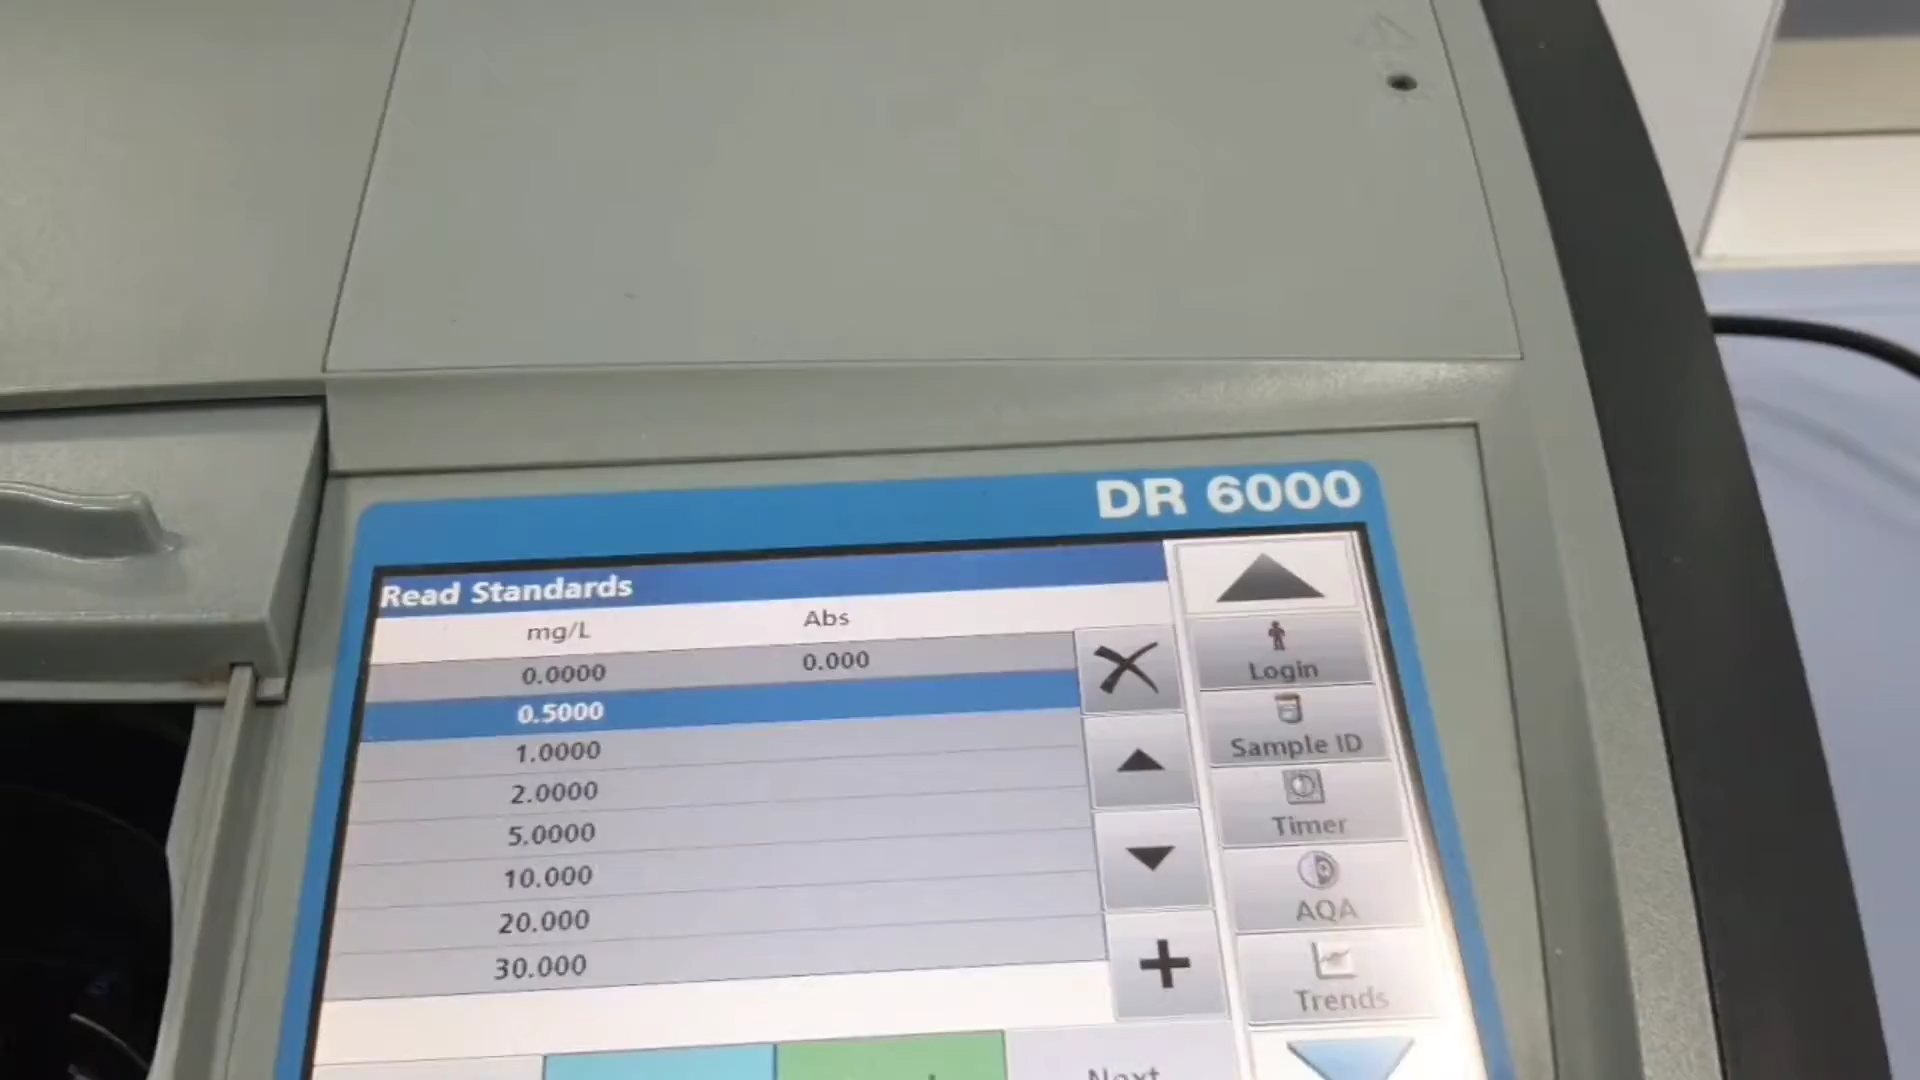 DR 6000
Read Standards
mg/L Abs
0.0000 0.000
0.5000
1.0000
2.0000
5.0000
10.000
20.000
30.000
Login
Sample ID
Timer
AQA
Trends
Next